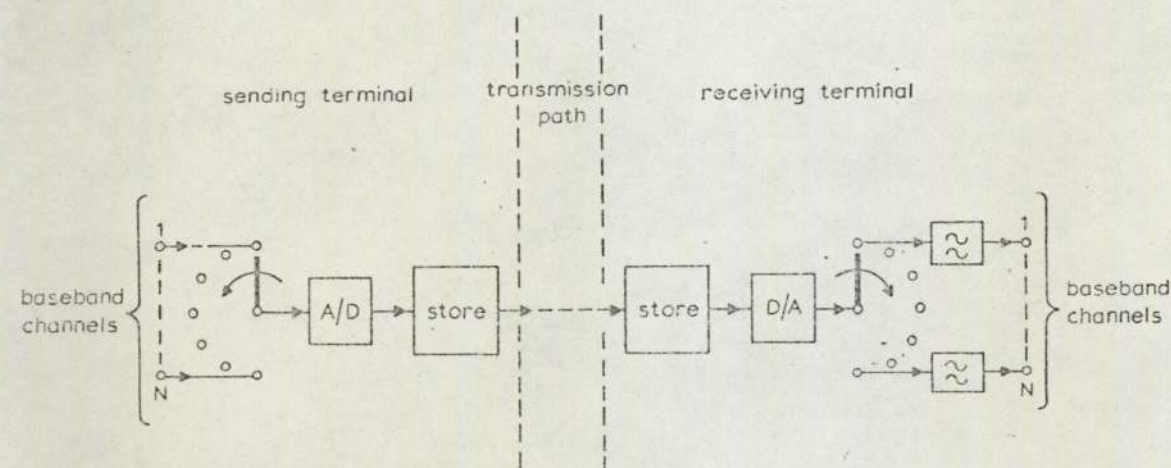 sending terminal
transmission
path
receiving terminal
baseband
channels
1
N
A/D
store
store
D/A
1
N
baseband
channels